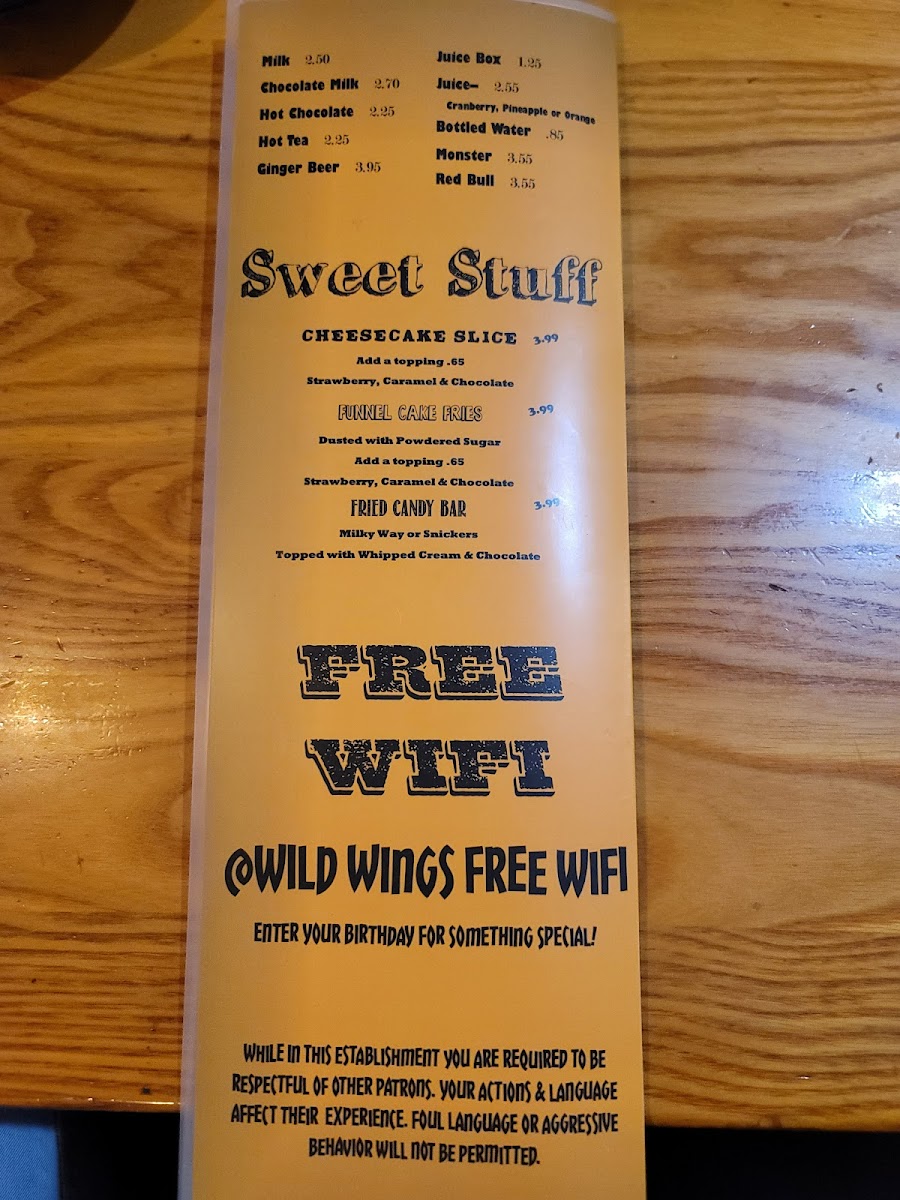 Milk 2.50
Chocolate Milk 2.70
Hot Chocolate 2.25
Hot Tea 2.25
Ginger Beer 3.95
Juice Box 1.25
Juice– 2.55
Cranberry, Pineapple or Orange
Bottled Water .85
Monster 3.55
Red Bull 3.55
Sweet Stuff
CHEESECAKE SLICE 3.99
Add a topping .65
Strawberry, Caramel & Chocolate
FUNNEL CAKE FRIES 3.99
Dusted with Powdered Sugar
Add a topping .65
Strawberry, Caramel & Chocolate
FRIED CANDY BAR 3.99
Milky Way or Snickers
Topped with Whipped Cream & Chocolate
FREE
WIFI
@WILD WINGS FREE WIFI
ENTER YOUR BIRTHDAY FOR SOMETHING SPECIAL!
WHILE IN THIS ESTABLISHMENT YOU ARE REQUIRED TO BE
RESPECTFUL OF OTHER PATRONS. YOUR ACTIONS & LANGUAGE
AFFECT THEIR EXPERIENCE. FOUL LANGUAGE OR AGGRESSIVE
BEHAVIOR WILL NOT BE PERMITTED.